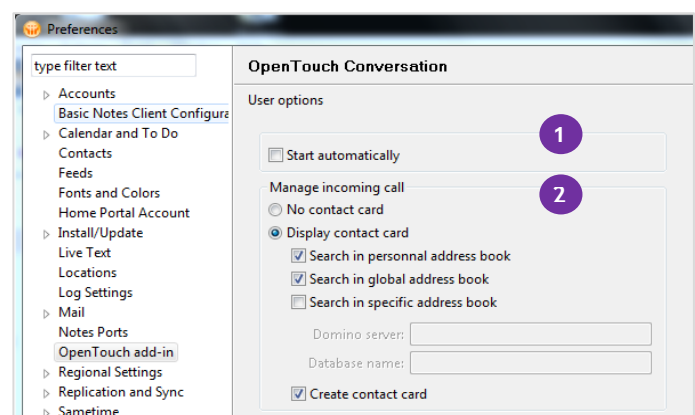 Preferences
type filter text
Accounts
Basic Notes Client Configura
Calendar and To Do
Contacts
Feeds
Fonts and Colors
Home Portal Account
Install/Update
Live Text
Locations
Log Settings
Mail
Notes Ports
OpenTouch add-in
Regional Settings
Replication and Sync
Sametime
OpenTouch Conversation
User options
1
Start automatically
Manage incoming call
2
No contact card
Display contact card
Search in personnal address book
Search in global address book
Search in specific address book
Domino server:
Database name:
Create contact card